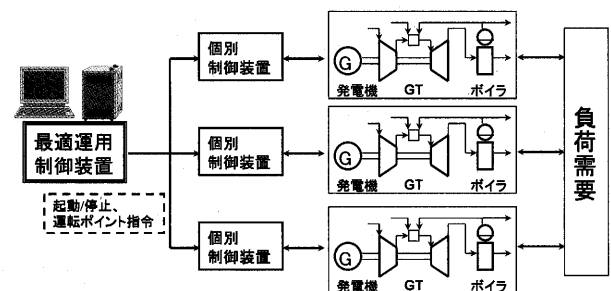 最適運用
制御装置
起動/停止、
運転ポイント指令
個別
制御装置
G
発電機 GT ボイラ
個別
制御装置
G
発電機 GT ボイラ
個別
制御装置
G
発電機 GT ボイラ
負荷需要